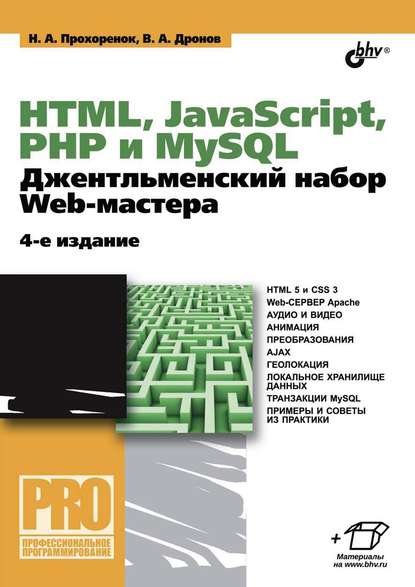 Н. А. Прохоренок, В. А. Дронов
bhv®
HTML, JavaScript,
PHP и MySQL
Джентльменский набор
Web-мастера
4-е издание
HTML 5 и CSS 3
Web-СЕРВЕР Apache
АУДИО И ВИДЕО
АНИМАЦИЯ
ПРЕОБРАЗОВАНИЯ
AJAX
ГЕОЛОКАЦИЯ
ЛОКАЛЬНОЕ ХРАНИЛИЩЕ
ДАННЫХ
ТРАНЗАКЦИИ MySQL
ПРИМЕРЫ И СОВЕТЫ
ИЗ ПРАКТИКИ
PRO
ПРОФЕССИОНАЛЬНОЕ
ПРОГРАММИРОВАНИЕ
+
Материалы
на www.bhv.ru